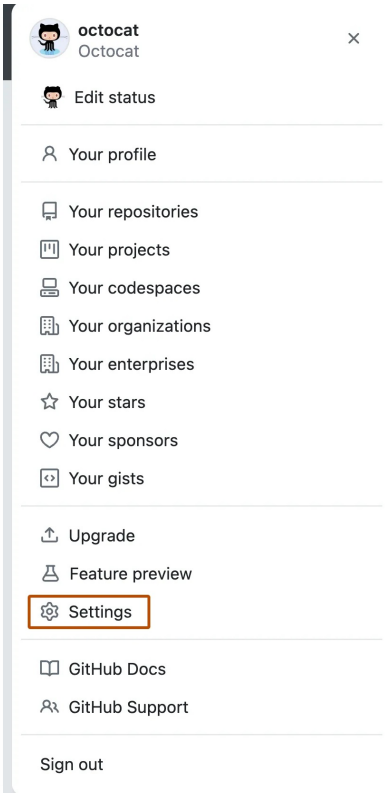 octocat
Octocat
Edit status
Your profile
Your repositories
Your projects
Your codespaces
Your organizations
Your enterprises
Your stars
Your sponsors
Your gists
Upgrade
Feature preview
Settings
GitHub Docs
GitHub Support
Sign out